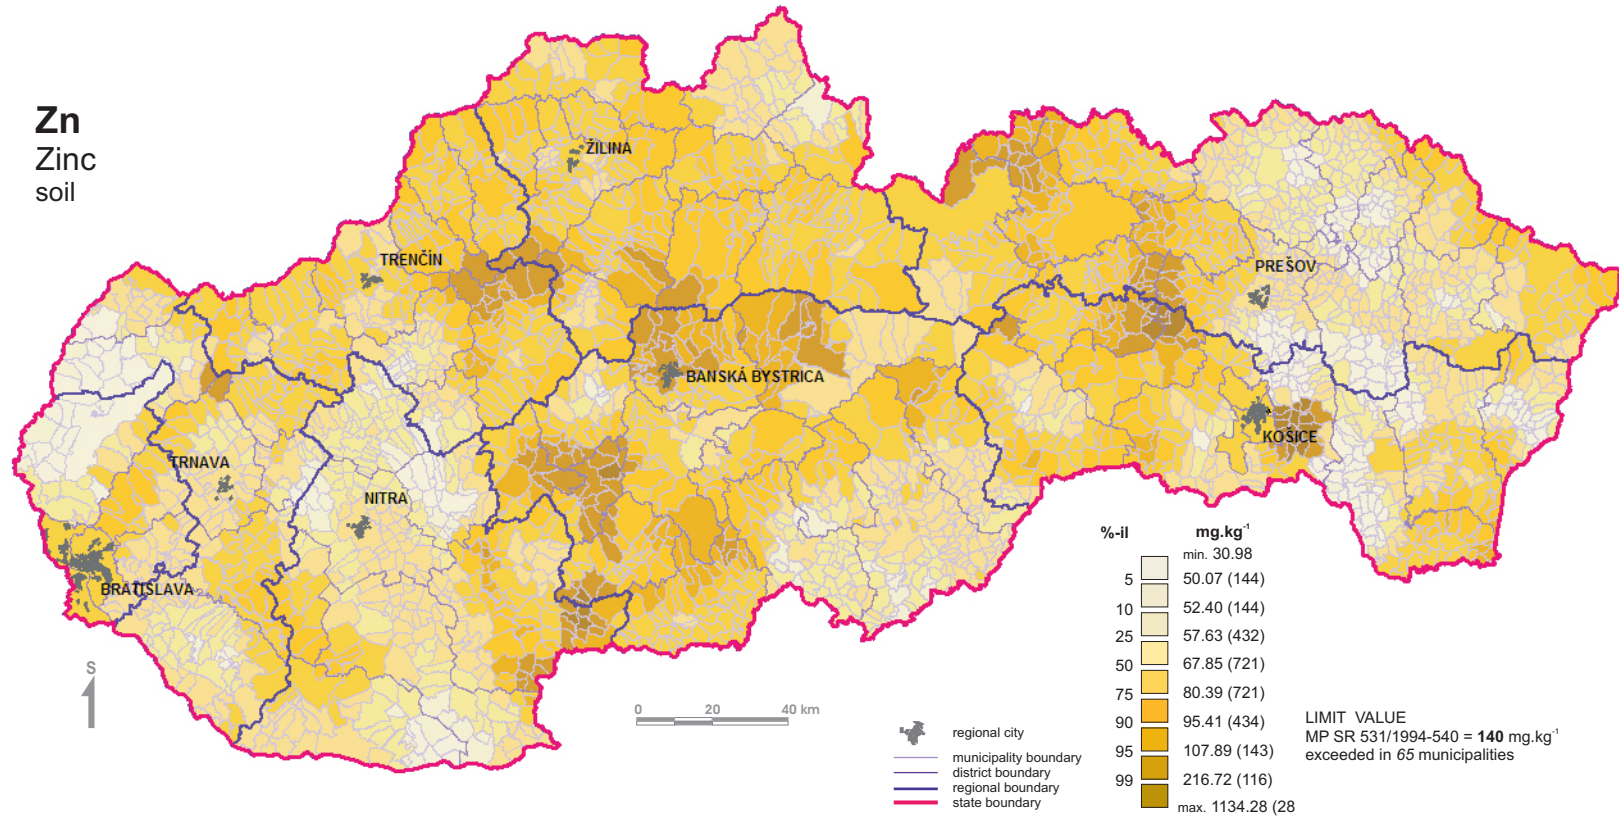 Zn
Zinc
soil
ŽILINA
TRENČÍN
PREŠOV
BANSKÁ BYSTRICA
KOŠICE
TRNAVA
NITRA
BRATISLAVA
S
0 20 40 km
regional city
municipality boundary
district boundary
regional boundary
state boundary
%-il mg.kg⁻¹
min. 30.98
5 50.07 (144)
10 52.40 (144)
25 57.63 (432)
50 67.85 (721)
75 80.39 (721)
90 95.41 (434)
95 107.89 (143)
99 216.72 (116)
max. 1134.28 (28
LIMIT VALUE
MP SR 531/1994-540 = 140 mg.kg⁻¹
exceeded in 65 municipalities